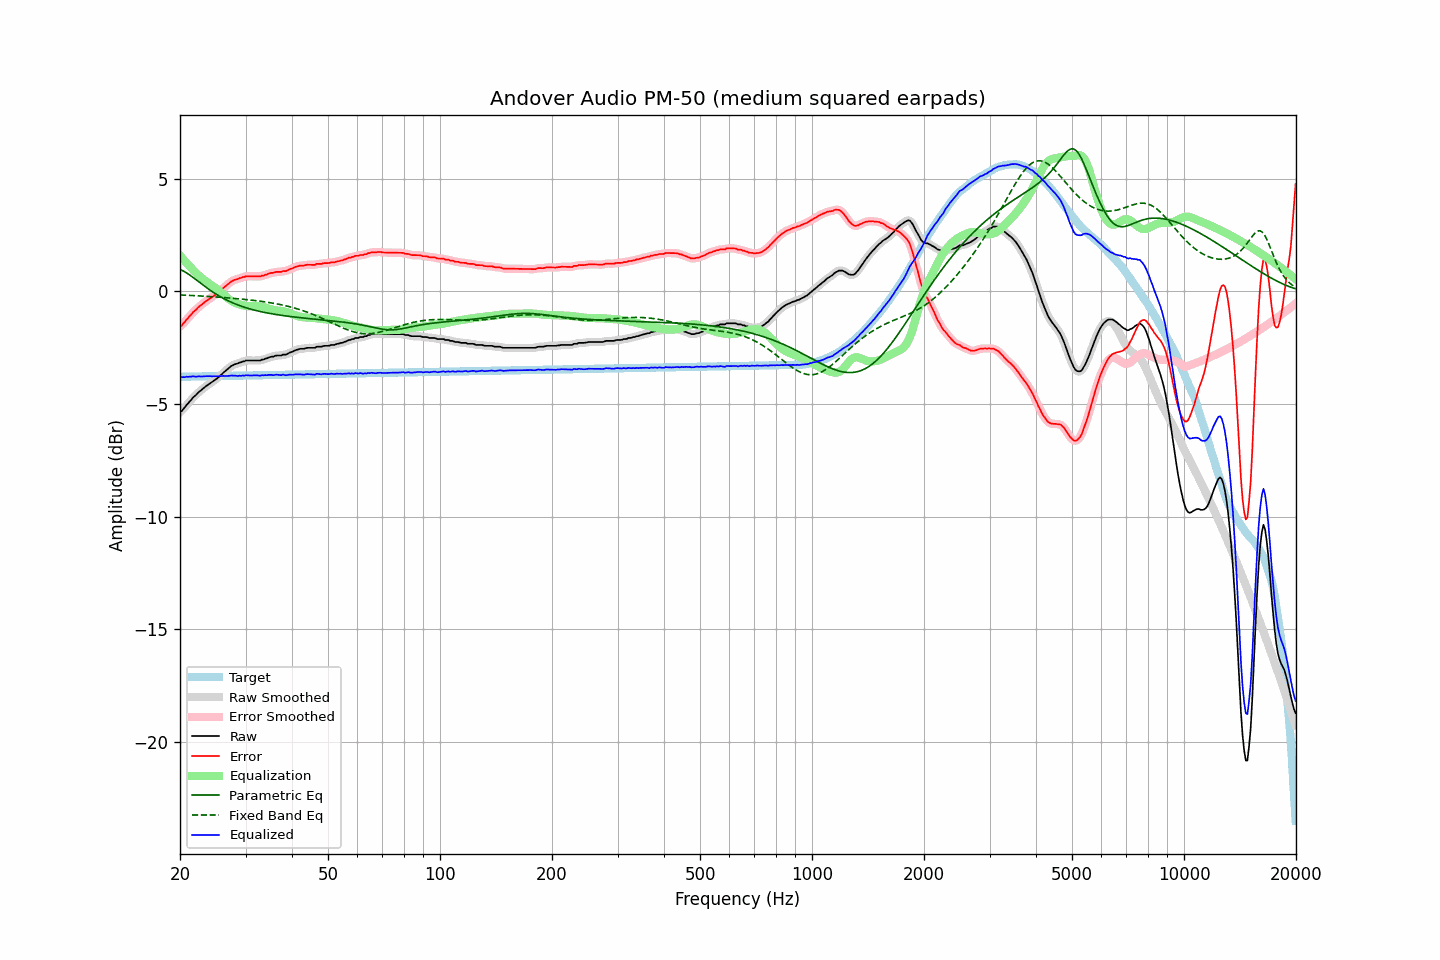 Andover Audio PM-50 (medium squared earpads)
Amplitude (dBr)
5
0
−5
−10
−15
−20
Target
Raw Smoothed
Error Smoothed
Raw
Error
Equalization
Parametric Eq
Fixed Band Eq
Equalized
20 50 100 200 500 1000 2000 5000 10000 20000
Frequency (Hz)